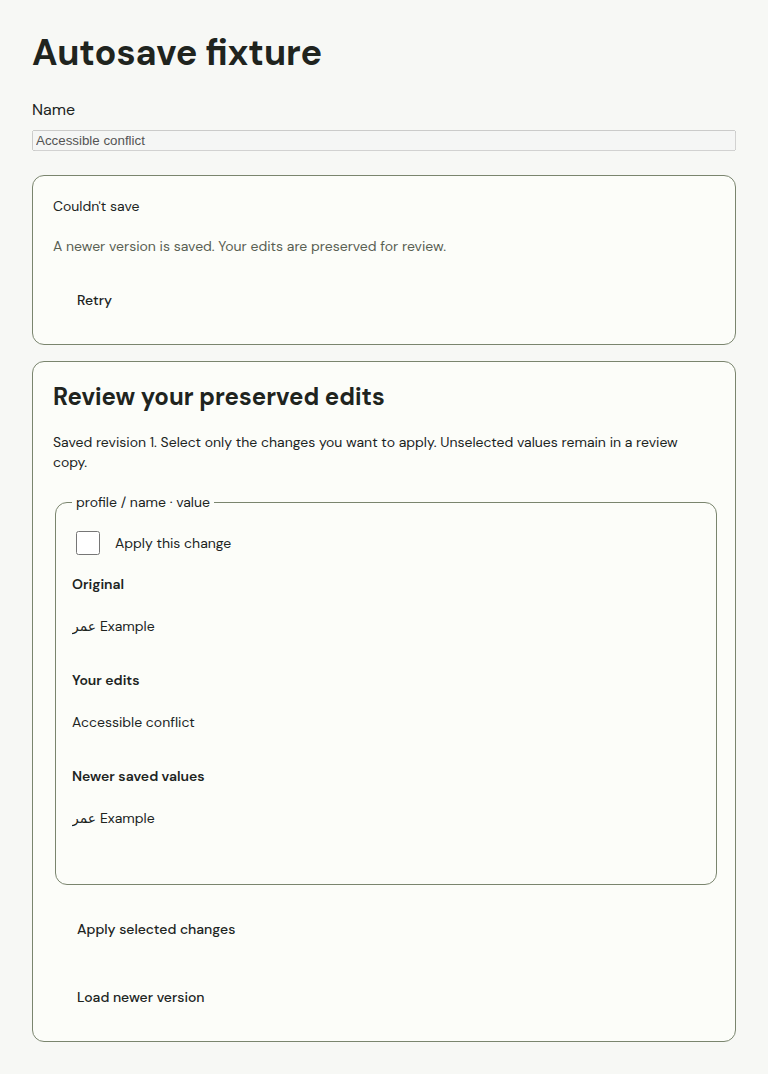 Autosave fixture
Name
Accessible conflict
Couldn't save
A newer version is saved. Your edits are preserved for review.
Retry
Review your preserved edits
Saved revision 1. Select only the changes you want to apply. Unselected values remain in a review
copy.
profile / name · value
Apply this change
Original
عمر Example
Your edits
Accessible conflict
Newer saved values
عمر Example
Apply selected changes
Load newer version